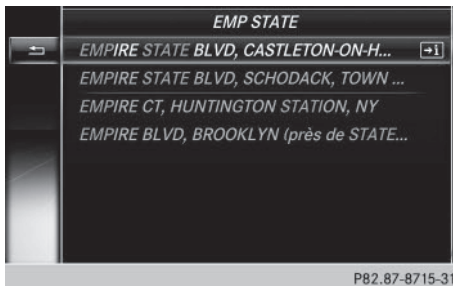 EMP STATE
EMPIRE STATE BLVD, CASTLETON-ON-H...
EMPIRE STATE BLVD, SCHODACK, TOWN ...
EMPIRE CT, HUNTINGTON STATION, NY
EMPIRE BLVD, BROOKLYN (près de STATE...
P82.87-8715-31